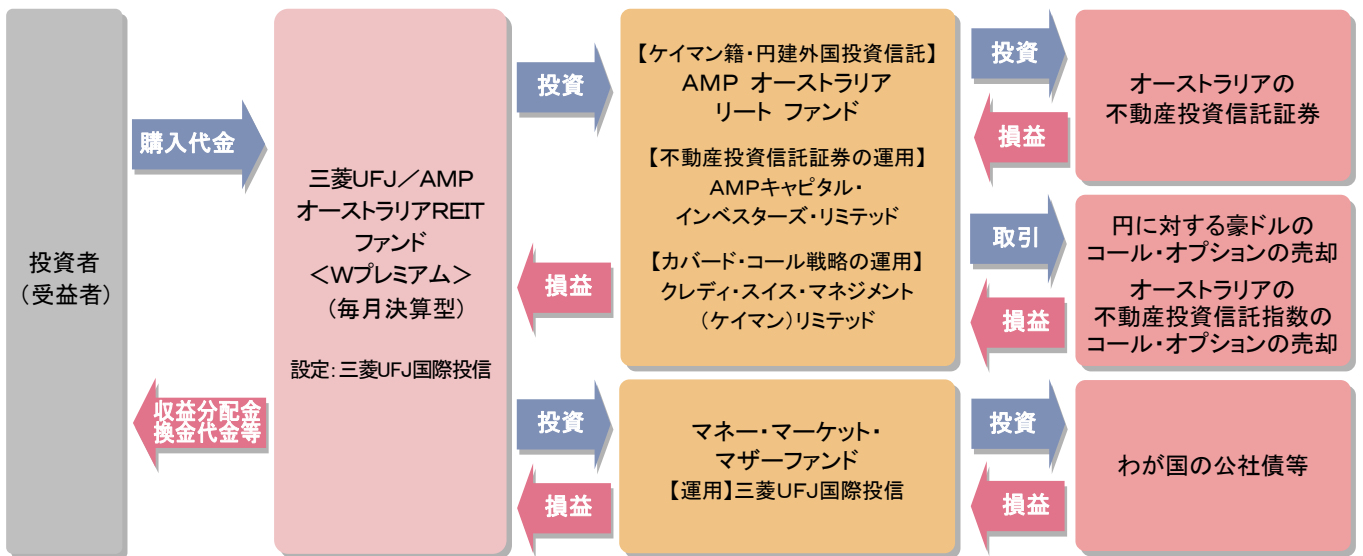 投資者
（受益者）
購入代金
収益分配金
換金代金等
三菱UFJ／AMP
オーストラリアREIT
ファンド
＜Wプレミアム＞
（毎月決算型）
設定：三菱UFJ国際投信
投資
損益
投資
損益
【ケイマン籍・円建外国投資信託】
AMP オーストラリア
リート ファンド
【不動産投資信託証券の運用】
AMPキャピタル・
インベスターズ・リミテッド
【カバード・コール戦略の運用】
クレディ・スイス・マネジメント
（ケイマン）リミテッド
マネー・マーケット・
マザーファンド
【運用】三菱UFJ国際投信
投資
損益
取引
損益
投資
損益
オーストラリアの
不動産投資信託証券
円に対する豪ドルの
コール・オプションの売却
オーストラリアの
不動産投資信託指数の
コール・オプションの売却
わが国の公社債等